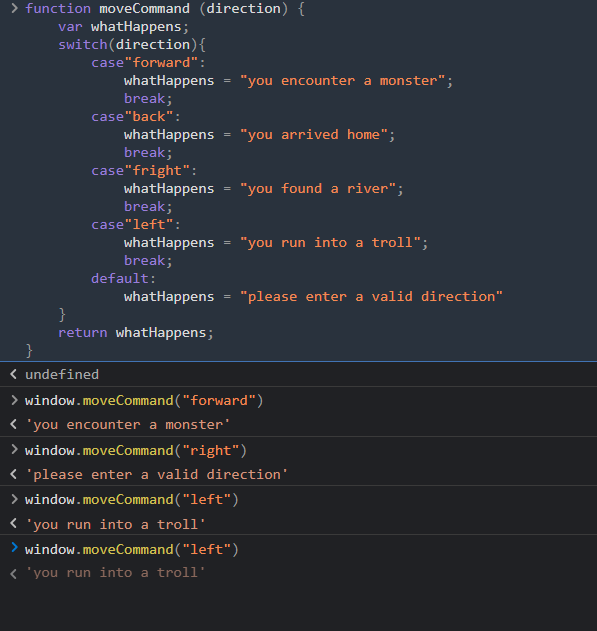 > function moveCommand (direction) {
    var whatHappens;
    switch(direction){
        case"forward":
            whatHappens = "you encounter a monster";
            break;
        case"back":
            whatHappens = "you arrived home";
            break;
        case"fright":
            whatHappens = "you found a river";
            break;
        case"left":
            whatHappens = "you run into a troll";
            break;
        default:
            whatHappens = "please enter a valid direction"
    }
    return whatHappens;
}
< undefined
> window.moveCommand("forward")
< 'you encounter a monster'
> window.moveCommand("right")
< 'please enter a valid direction'
> window.moveCommand("left")
< 'you run into a troll'
> window.moveCommand("left")
< 'you run into a troll'